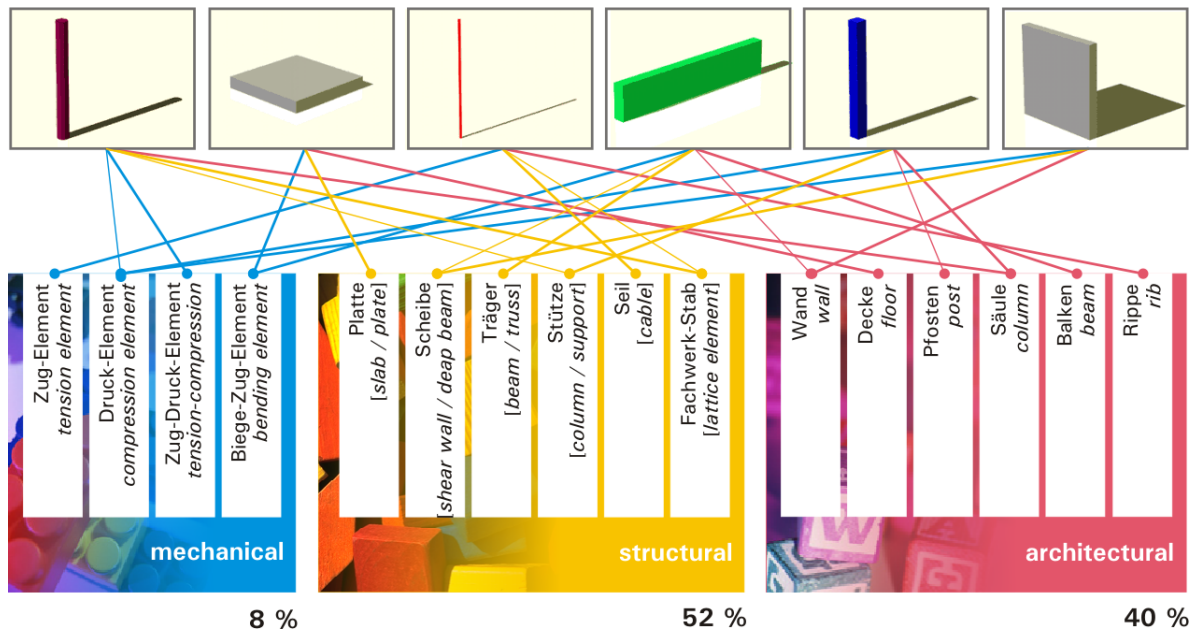 Zug-Element
tension element
Druck-Element
compression element
Zug-Druck-Element
tension-compression
Biege-Zug-Element
bending element
Platte
[slab / plate]
Scheibe
[shear wall / deap beam]
Träger
[beam / truss]
Stütze
[column / support]
Seil
[cable]
Fachwerk-Stab
[lattice element]
Wand
wall
Decke
floor
Pfosten
post
Säule
column
Balken
beam
Rippe
rib
mechanical
structural
architectural
8 %
52 %
40 %